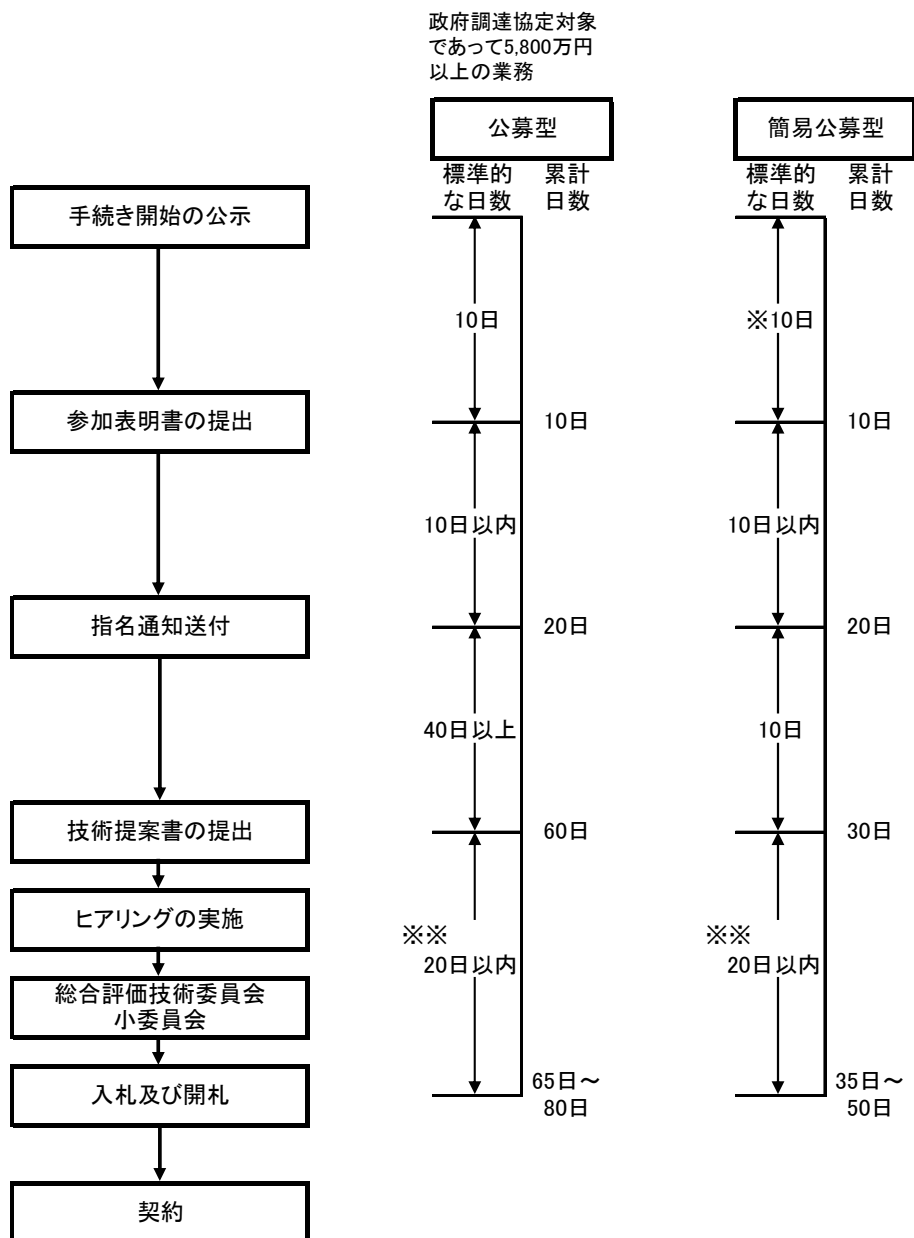 政府調達協定対象
であって5,800万円
以上の業務
公募型
簡易公募型
標準的
な日数
累計
日数
標準的
な日数
累計
日数
手続き開始の公示
10日
※10日
参加表明書の提出
10日
10日
10日以内
10日以内
指名通知送付
20日
20日
40日以上
10日
技術提案書の提出
60日
30日
ヒアリングの実施
※※
20日以内
※※
20日以内
総合評価技術委員会
小委員会
入札及び開札
65日～
80日
35日～
50日
契約